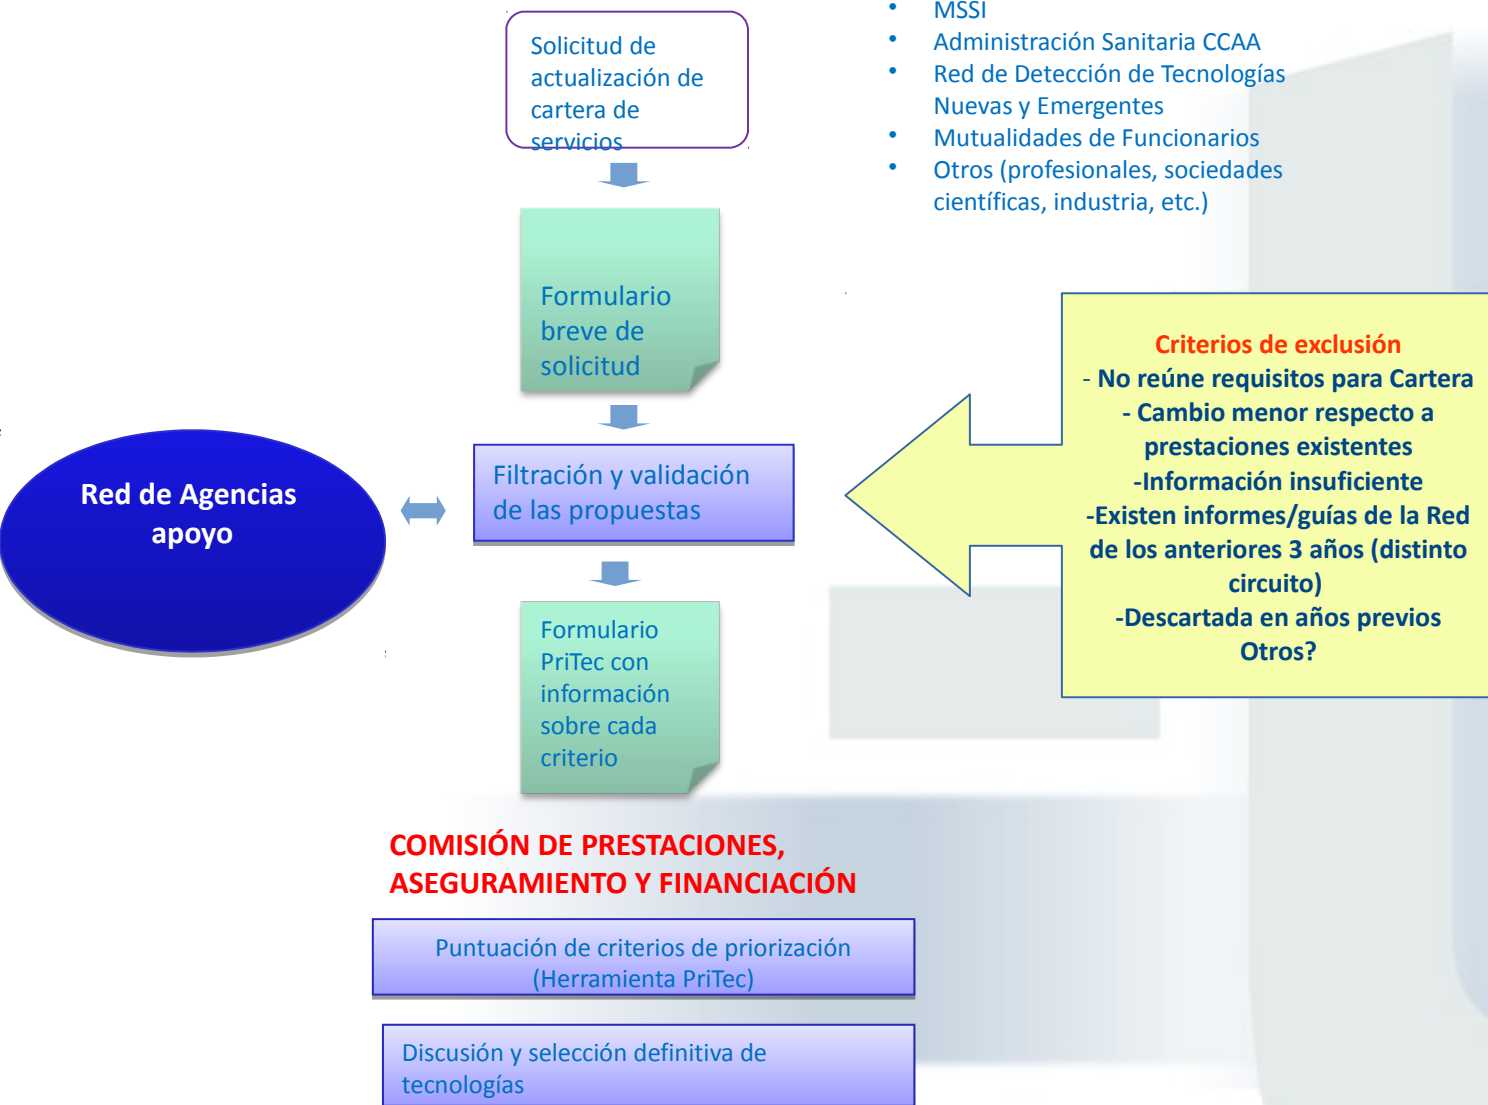 • MSSI
• Administración Sanitaria CCAA
• Red de Detección de Tecnologías
Nuevas y Emergentes
• Mutualidades de Funcionarios
• Otros (profesionales, sociedades
científicas, industria, etc.)
Solicitud de
actualización de
cartera de
servicios
Formulario
breve de
solicitud
Criterios de exclusión
- No reúne requisitos para Cartera
- Cambio menor respecto a
prestaciones existentes
-Información insuficiente
-Existen informes/guías de la Red
de los anteriores 3 años (distinto
circuito)
-Descartada en años previos
Otros?
Red de Agencias
apoyo
Filtración y validación
de las propuestas
Formulario
PriTec con
información
sobre cada
criterio
COMISIÓN DE PRESTACIONES,
ASEGURAMIENTO Y FINANCIACIÓN
Puntuación de criterios de priorización
(Herramienta PriTec)
Discusión y selección definitiva de
tecnologías